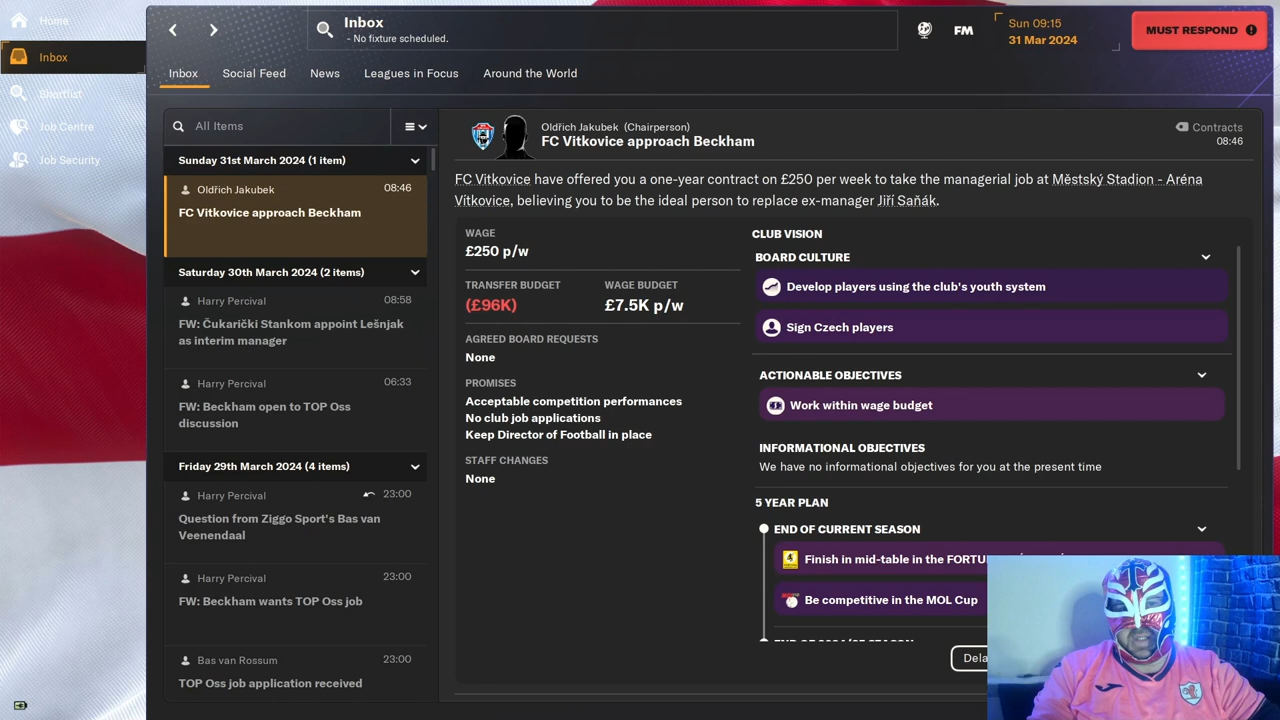 Home
Inbox
Shortlist
Job Centre
Job Security
Inbox
- No fixture scheduled.
FM
Sun 09:15
31 Mar 2024
MUST RESPOND
Inbox
Social Feed
News
Leagues in Focus
Around the World
All Items
Sunday 31st March 2024 (1 item)
Oldřich Jakubek
08:46
FC Vitkovice approach Beckham
Saturday 30th March 2024 (2 items)
Harry Percival
08:58
FW: Čukarički Stankom appoint Lešnjak
as interim manager
Harry Percival
06:33
FW: Beckham open to TOP Oss
discussion
Friday 29th March 2024 (4 items)
Harry Percival
23:00
Question from Ziggo Sport's Bas van
Veenendaal
Harry Percival
23:00
FW: Beckham wants TOP Oss job
Bas van Rossum
23:00
TOP Oss job application received
Oldřich Jakubek (Chairperson)
FC Vitkovice approach Beckham
Contracts
08:46
FC Vitkovice have offered you a one-year contract on £250 per week to take the managerial job at Městský Stadion - Aréna
Vítkovice, believing you to be the ideal person to replace ex-manager Jiří Saňák.
WAGE
£250 p/w
TRANSFER BUDGET
(£96K)
WAGE BUDGET
£7.5K p/w
AGREED BOARD REQUESTS
None
PROMISES
Acceptable competition performances
No club job applications
Keep Director of Football in place
STAFF CHANGES
None
CLUB VISION
BOARD CULTURE
Develop players using the club's youth system
Sign Czech players
ACTIONABLE OBJECTIVES
Work within wage budget
INFORMATIONAL OBJECTIVES
We have no informational objectives for you at the present time
5 YEAR PLAN
END OF CURRENT SEASON
Finish in mid-table in the FORTU
Be competitive in the MOL Cup
END OF 2024/25 SEASON
Dela